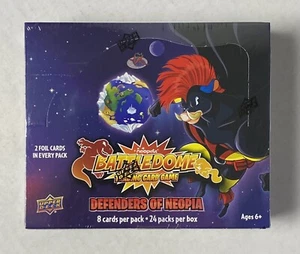 2 FOIL CARDS
IN EVERY PACK
Neopets
BATTLEDOME
TRADING CARD GAME
DEFENDERS OF NEOPIA
8 cards per pack • 24 packs per box
UPPER
DECK
Ages 6+